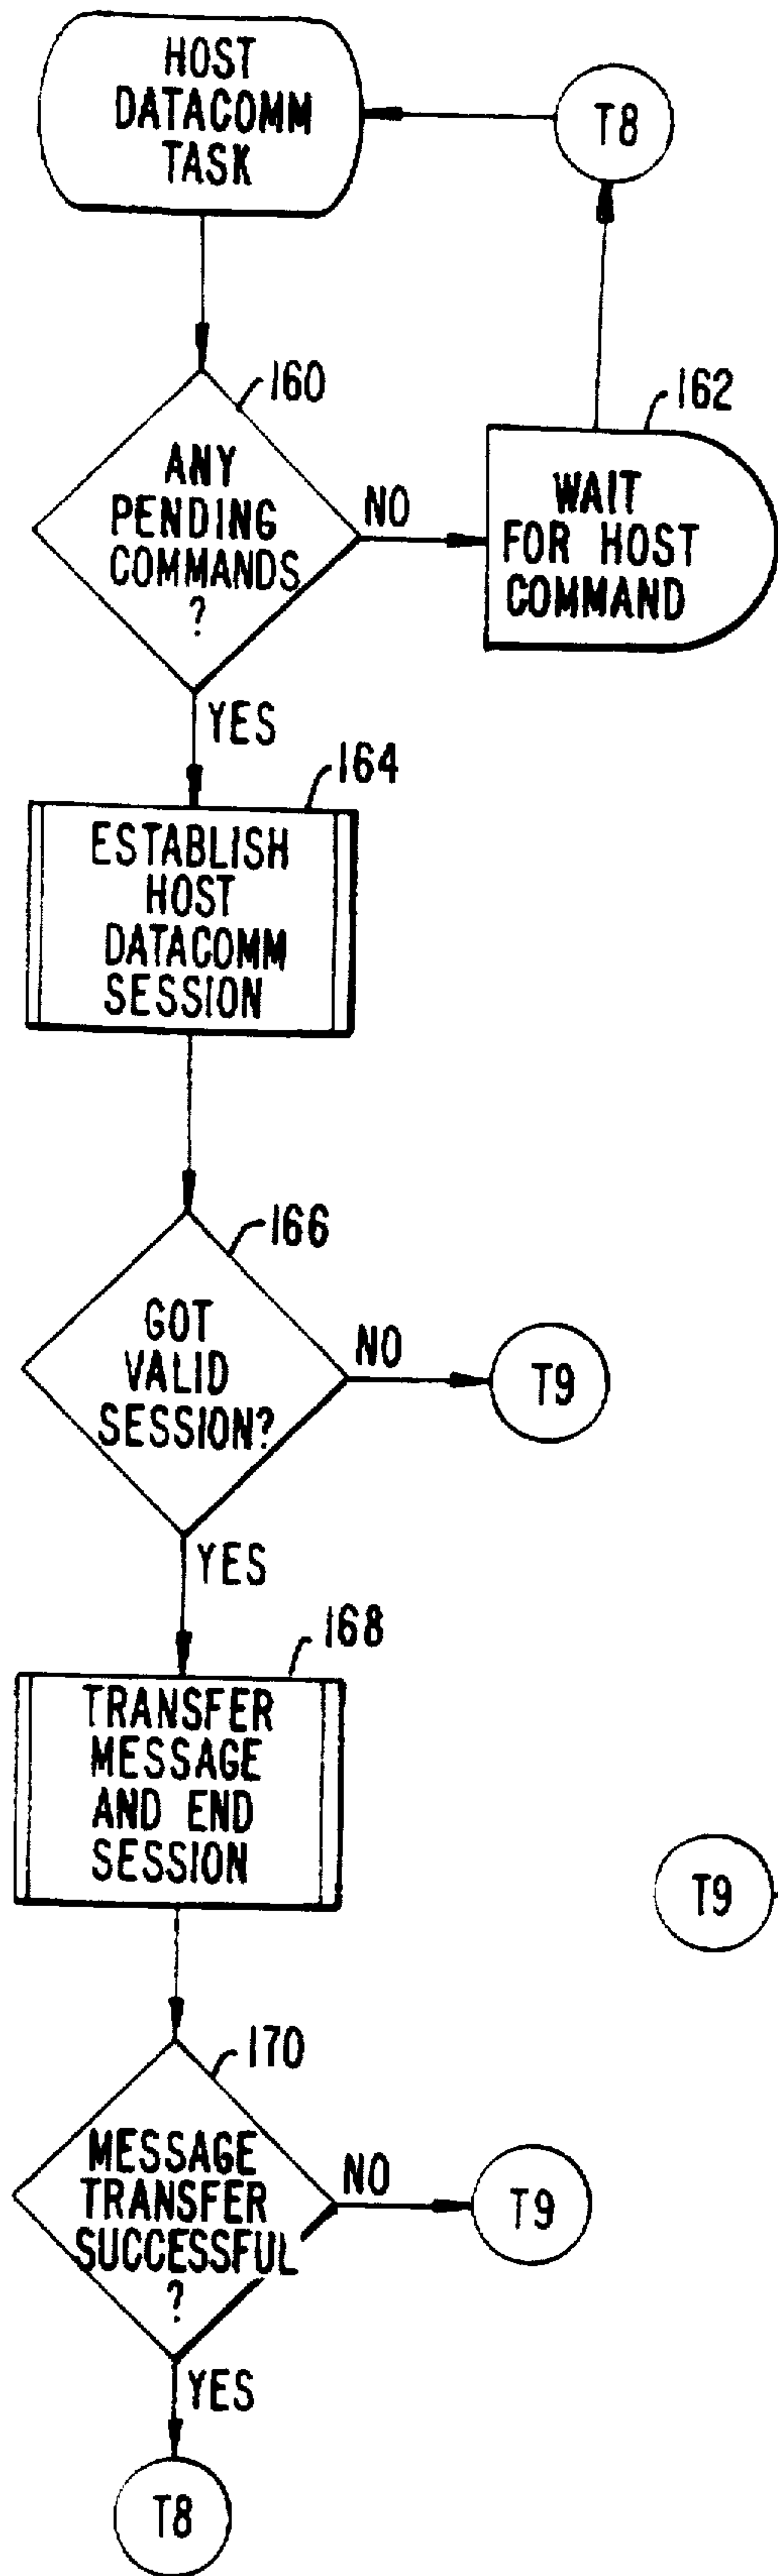 HOST
DATACOMM
TASK
T8
160
ANY
PENDING
COMMANDS
?
NO
162
WAIT
FOR HOST
COMMAND
YES
164
ESTABLISH
HOST
DATACOMM
SESSION
166
GOT
VALID
SESSION?
NO
T9
YES
168
TRANSFER
MESSAGE
AND END
SESSION
T9
170
MESSAGE
TRANSFER
SUCCESSFUL
?
NO
T9
YES
T8